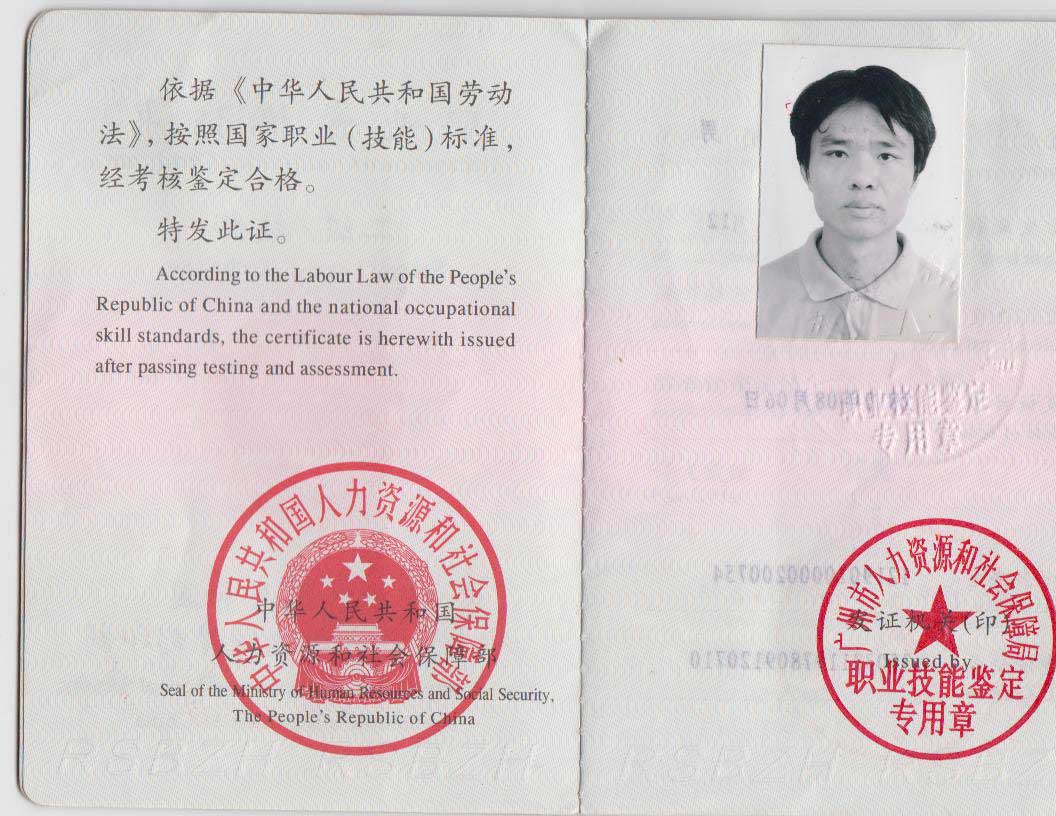 依据《中华人民共和国劳动
法》，按照国家职业（技能）标准，
经考核鉴定合格。
特发此证。
According to the Labour Law of the People's
Republic of China and the national occupational
skill standards, the certificate is herewith issued
after passing testing and assessment.
中华人民共和国人力资源和社会保障部
中华人民共和国
人力资源和社会保障部
Seal of the Ministry of Human Resources and Social Security,
The People's Republic of China
RSBZH RSBZH
专用章
广州市人力资源和社会保障局
发证机关(印)
Issued by
职业技能鉴定
专用章
RSBZH RSBZ